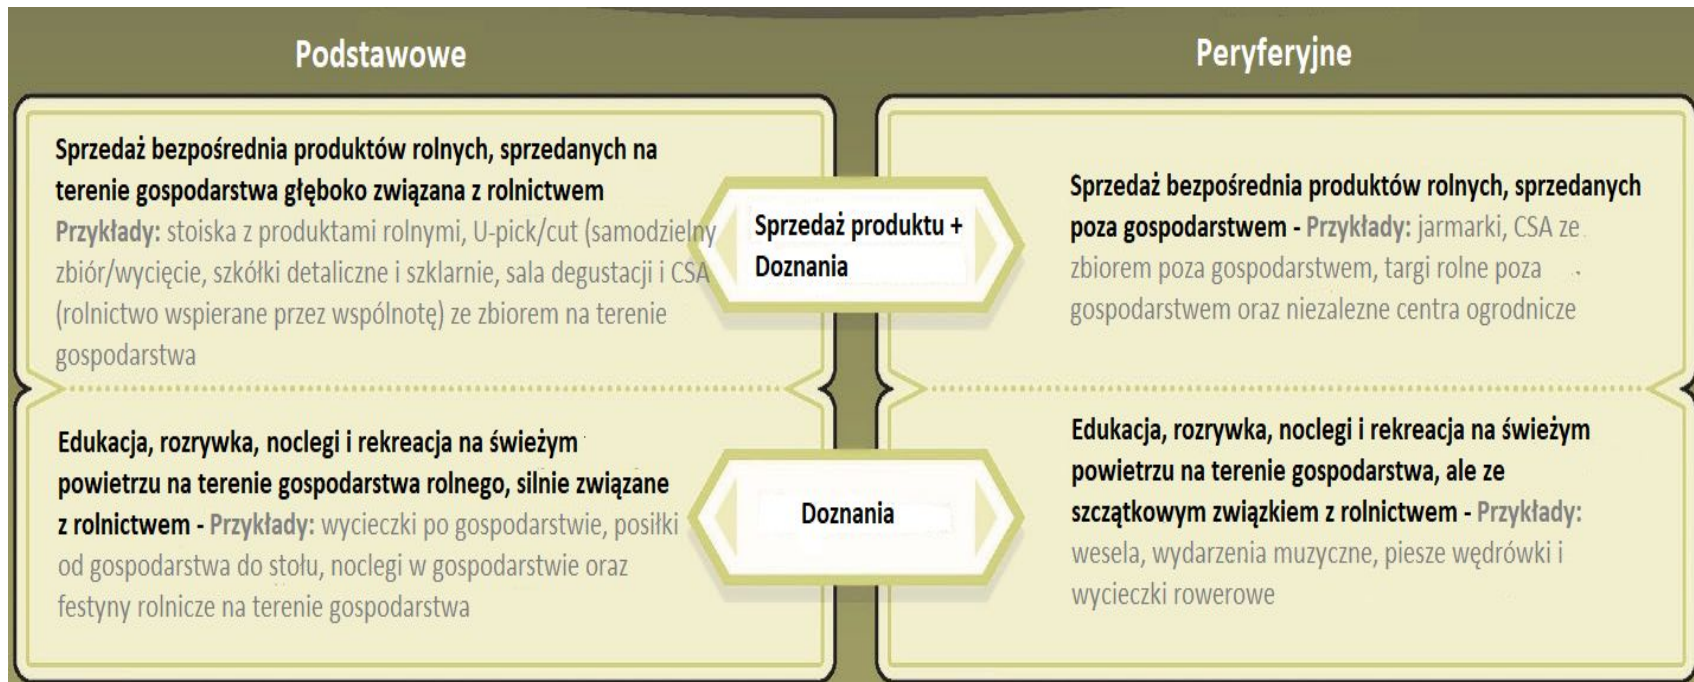 Podstawowe
Peryferyjne
Sprzedaż bezpośrednia produktów rolnych, sprzedanych na
terenie gospodarstwa głęboko związana z rolnictwem
Przykłady: stoiska z produktami rolnymi, U-pick/cut (samodzielny
zbiór/wycięcie, szkółki detaliczne i szklarnie, sala degustacji i CSA
(rolnictwo wspierane przez wspólnotę) ze zbiorem na terenie
gospodarstwa
Sprzedaż produktu +
Doznania
Sprzedaż bezpośrednia produktów rolnych, sprzedanych
poza gospodarstwem - Przykłady: jarmarki, CSA ze
zbiorem poza gospodarstwem, targi rolne poza
gospodarstwem oraz niezalezne centra ogrodnicze
Edukacja, rozrywka, noclegi i rekreacja na świeżym
powietrzu na terenie gospodarstwa rolnego, silnie związane
z rolnictwem - Przykłady: wycieczki po gospodarstwie, posiłki
od gospodarstwa do stołu, noclegi w gospodarstwie oraz
festyny rolnicze na terenie gospodarstwa
Doznania
Edukacja, rozrywka, noclegi i rekreacja na świeżym
powietrzu na terenie gospodarstwa, ale ze
szczątkowym związkiem z rolnictwem - Przykłady:
wesela, wydarzenia muzyczne, piesze wędrówki i
wycieczki rowerowe